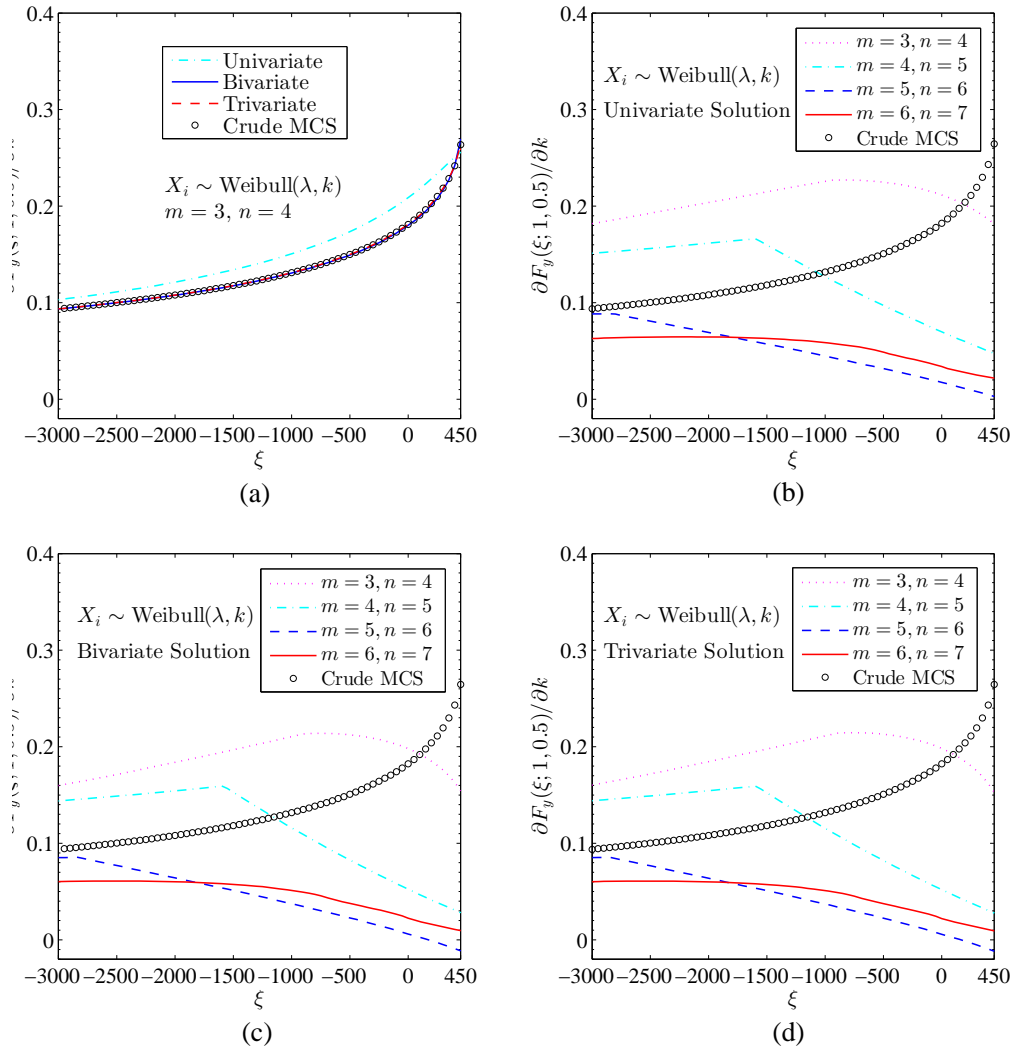 0.4
0.3
0.2
0.1
0
Univariate
Bivariate
Trivariate
Crude MCS
X_i ∼ Weibull(λ, k)
m = 3, n = 4
−3000 −2500 −2000 −1500 −1000 −500 0 450
ξ
(a)
0.4
0.3
0.2
0.1
0
∂F_y(ξ; 1, 0.5)/∂k
m = 3, n = 4
m = 4, n = 5
m = 5, n = 6
m = 6, n = 7
Crude MCS
X_i ∼ Weibull(λ, k)
Univariate Solution
−3000 −2500 −2000 −1500 −1000 −500 0 450
ξ
(b)
0.4
0.3
0.2
0.1
0
m = 3, n = 4
m = 4, n = 5
m = 5, n = 6
m = 6, n = 7
Crude MCS
X_i ∼ Weibull(λ, k)
Bivariate Solution
−3000 −2500 −2000 −1500 −1000 −500 0 450
ξ
(c)
0.4
0.3
0.2
0.1
0
∂F_y(ξ; 1, 0.5)/∂k
m = 3, n = 4
m = 4, n = 5
m = 5, n = 6
m = 6, n = 7
Crude MCS
X_i ∼ Weibull(λ, k)
Trivariate Solution
−3000 −2500 −2000 −1500 −1000 −500 0 450
ξ
(d)